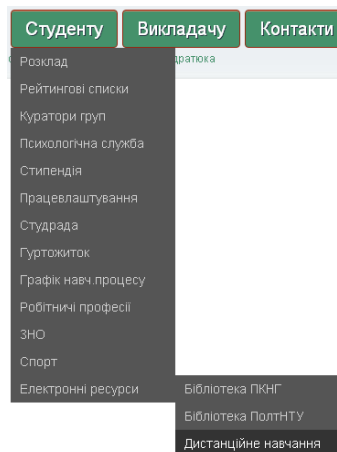 Студенту Викладачу Контакти
Розклад
Рейтингові списки
Куратори груп
Психологічна служба
Стипендія
Працевлаштування
Студрада
Гуртожиток
Графік навч.процесу
Робітничі професії
ЗНО
Спорт
Електронні ресурси Бібліотека ПКНГ
Бібліотека ПолтНТУ
Дистанційне навчання